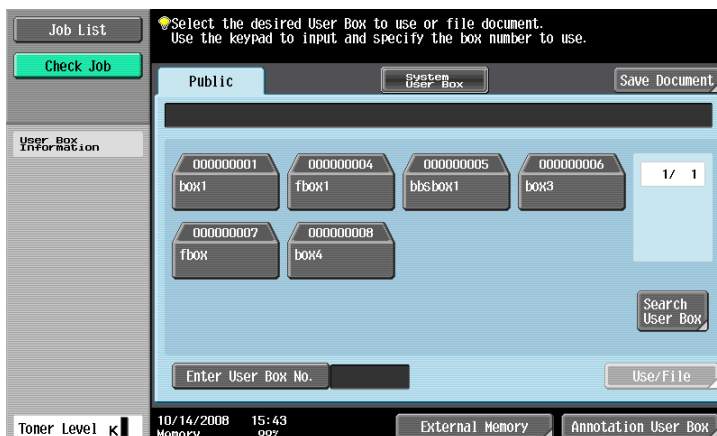 Job List
Check Job
Select the desired User Box to use or file document.
Use the keypad to input and specify the box number to use.
Public
System
User Box
Save Document
User Box
Information
000000001
box1
000000004
fbox1
000000005
bbsbox1
000000006
box3
1/ 1
000000007
fbox
000000008
box4
Search
User Box
Enter User Box No.
Use/File
Toner Level K
10/14/2008 15:43
Memory 99%
External Memory
Annotation User Box